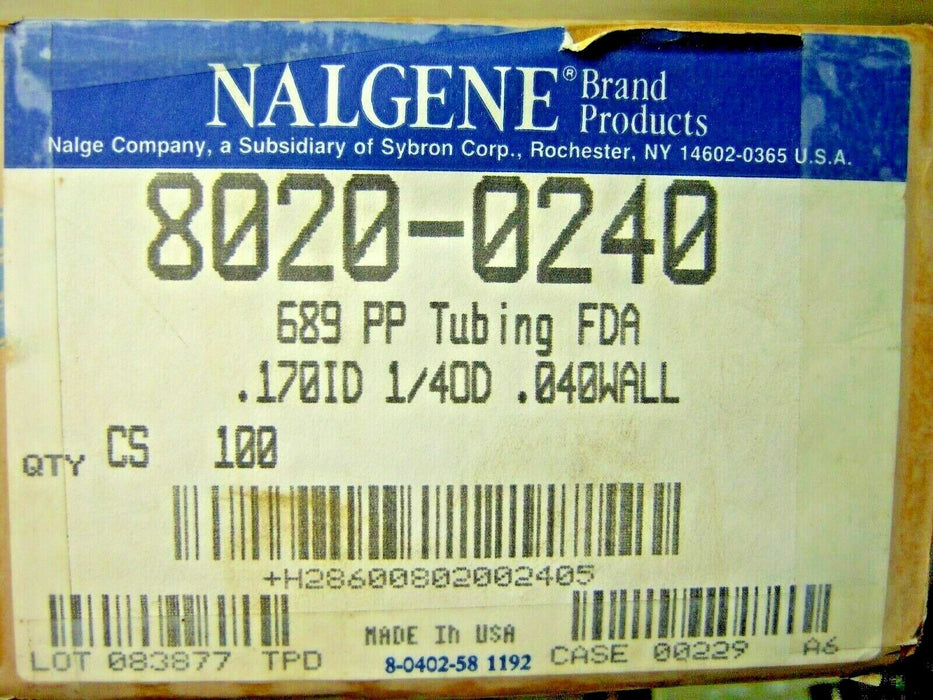 NALGENE® Brand Products
Nalge Company, a Subsidiary of Sybron Corp., Rochester, NY 14602-0365 U.S.A.
8020-0240
689 PP Tubing FDA
.170ID 1/4OD .040WALL
QTY CS 100
+H28600802002405
MADE In USA
LOT 083877 TPD
8-0402-58 1192
CASE 00229 A6